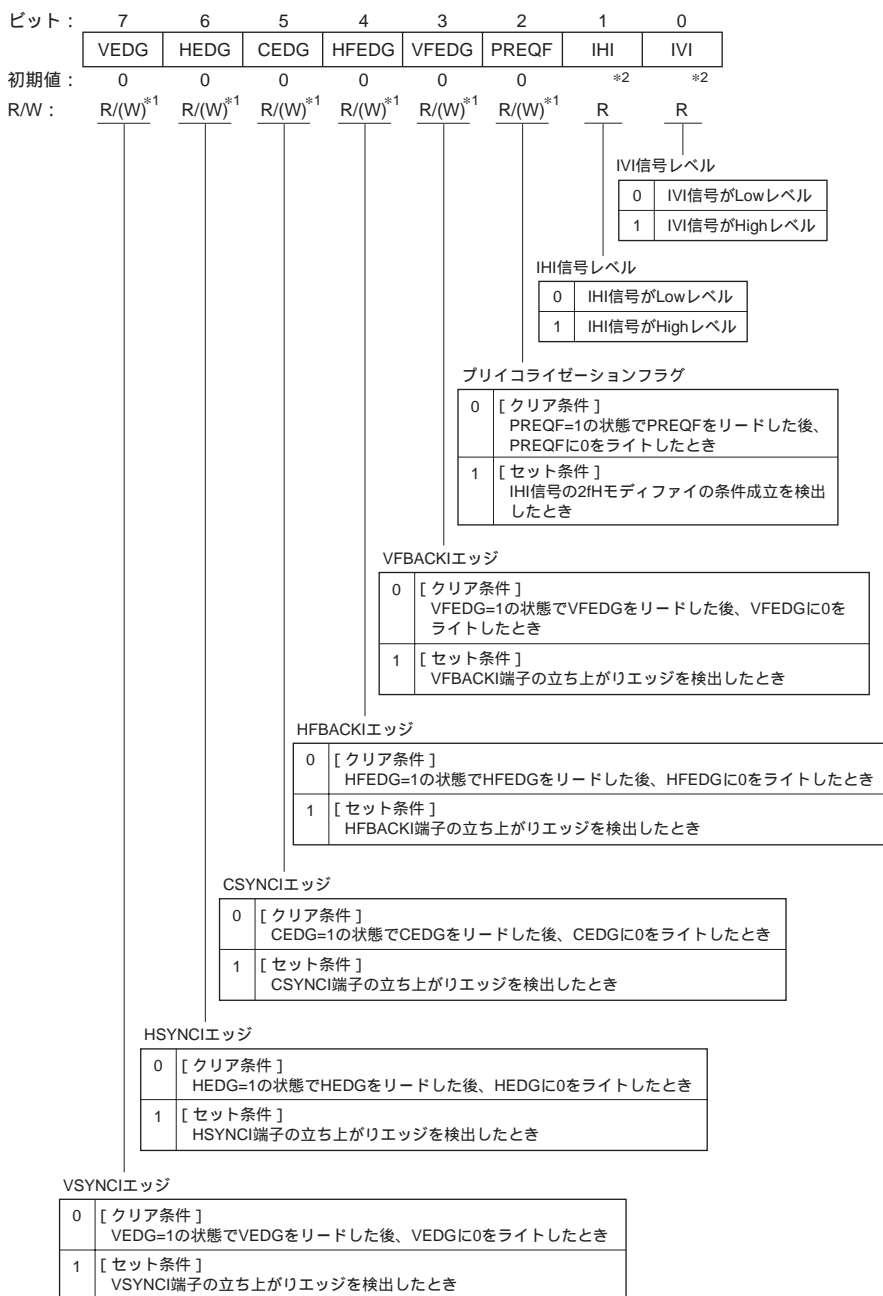 ビット： 7 6 5 4 3 2 1 0
VEDG HEDG CEDG HFEDG VFEDG PREQF IHI IVI
初期値： 0 0 0 0 0 0 *2 *2
R/W： R/(W)*1 R/(W)*1 R/(W)*1 R/(W)*1 R/(W)*1 R/(W)*1 R R
IVI信号レベル
0 IVI信号がLowレベル
1 IVI信号がHighレベル
IHI信号レベル
0 IHI信号がLowレベル
1 IHI信号がHighレベル
プリイコライゼーションフラグ
0 [クリア条件]
PREQF=1の状態でPREQFをリードした後、
PREQFに0をライトしたとき
1 [セット条件]
IHI信号の2fHモディファイの条件成立を検出
したとき
VFBACKIエッジ
0 [クリア条件]
VFEDG=1の状態でVFEDGをリードした後、VFEDGに0を
ライトしたとき
1 [セット条件]
VFBACKI端子の立ち上がりエッジを検出したとき
HFBACKIエッジ
0 [クリア条件]
HFEDG=1の状態でHFEDGをリードした後、HFEDGに0をライトしたとき
1 [セット条件]
HFBACKI端子の立ち上がりエッジを検出したとき
CSYNCIエッジ
0 [クリア条件]
CEDG=1の状態でCEDGをリードした後、CEDGに0をライトしたとき
1 [セット条件]
CSYNCI端子の立ち上がりエッジを検出したとき
HSYNCIエッジ
0 [クリア条件]
HEDG=1の状態でHEDGをリードした後、HEDGに0をライトしたとき
1 [セット条件]
HSYNCI端子の立ち上がりエッジを検出したとき
VSYNCIエッジ
0 [クリア条件]
VEDG=1の状態でVEDGをリードした後、VEDGに0をライトしたとき
1 [セット条件]
VSYNCI端子の立ち上がりエッジを検出したとき